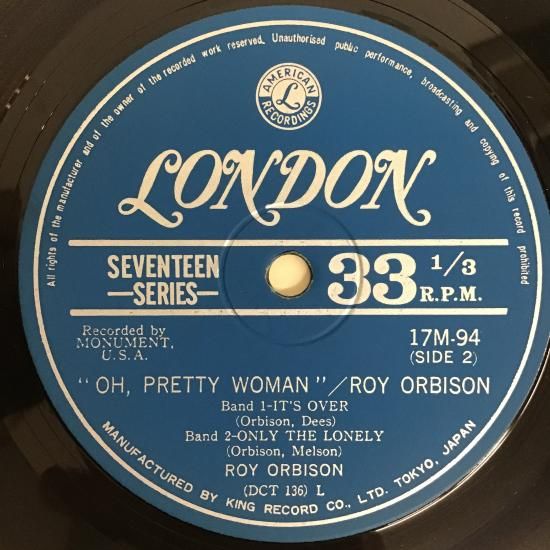 All rights of the manufacturer and of the owner of the recorded work reserved. Unauthorised public performance, broadcasting and copying of this record prohibited
AMERICAN
L
RECORDINGS
LONDON
SEVENTEEN
—SERIES—
33 1/3
R.P.M.
Recorded by
MONUMENT,
U.S.A.
17M-94
(SIDE 2)
"OH, PRETTY WOMAN"/ROY ORBISON
Band 1-IT'S OVER
(Orbison, Dees)
Band 2-ONLY THE LONELY
(Orbison, Melson)
ROY ORBISON
(DCT 136) L
MANUFACTURED BY KING RECORD CO., LTD. TOKYO, JAPAN